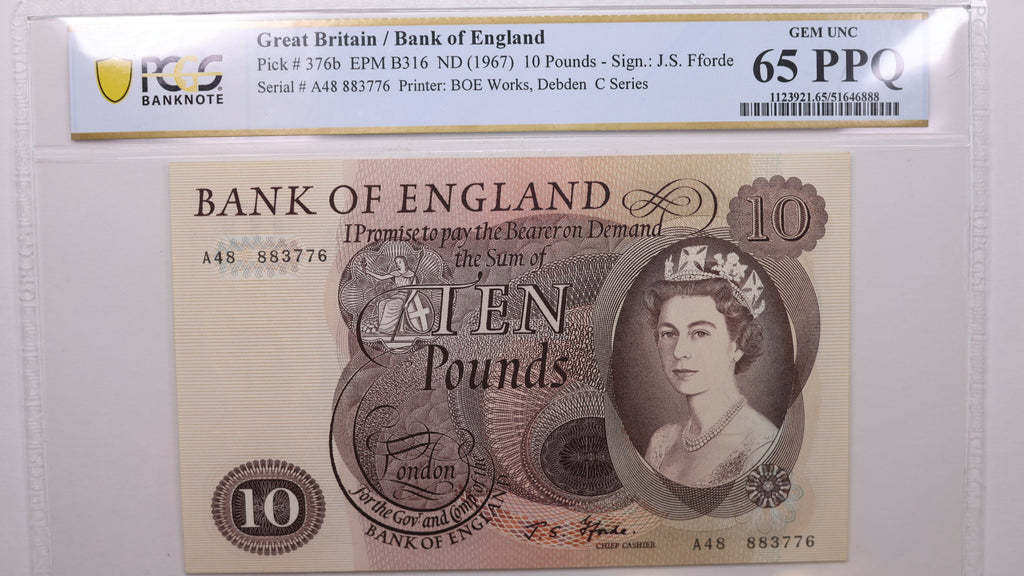 PCGS
BANKNOTE
Great Britain / Bank of England
Pick # 376b EPM B316 ND (1967) 10 Pounds - Sign.: J.S. Fforde
Serial # A48 883776 Printer: BOE Works, Debden C Series
GEM UNC
65 PPQ
1123921.65/51646888
BANK OF ENGLAND
10
I Promise to pay the Bearer on Demand
the Sum of
A48 883776
TEN
Pounds
London
for the Govr and Compa of the
BANK OF ENGLAND
10
J. S. Fforde.
CHIEF CASHIER
A48 883776